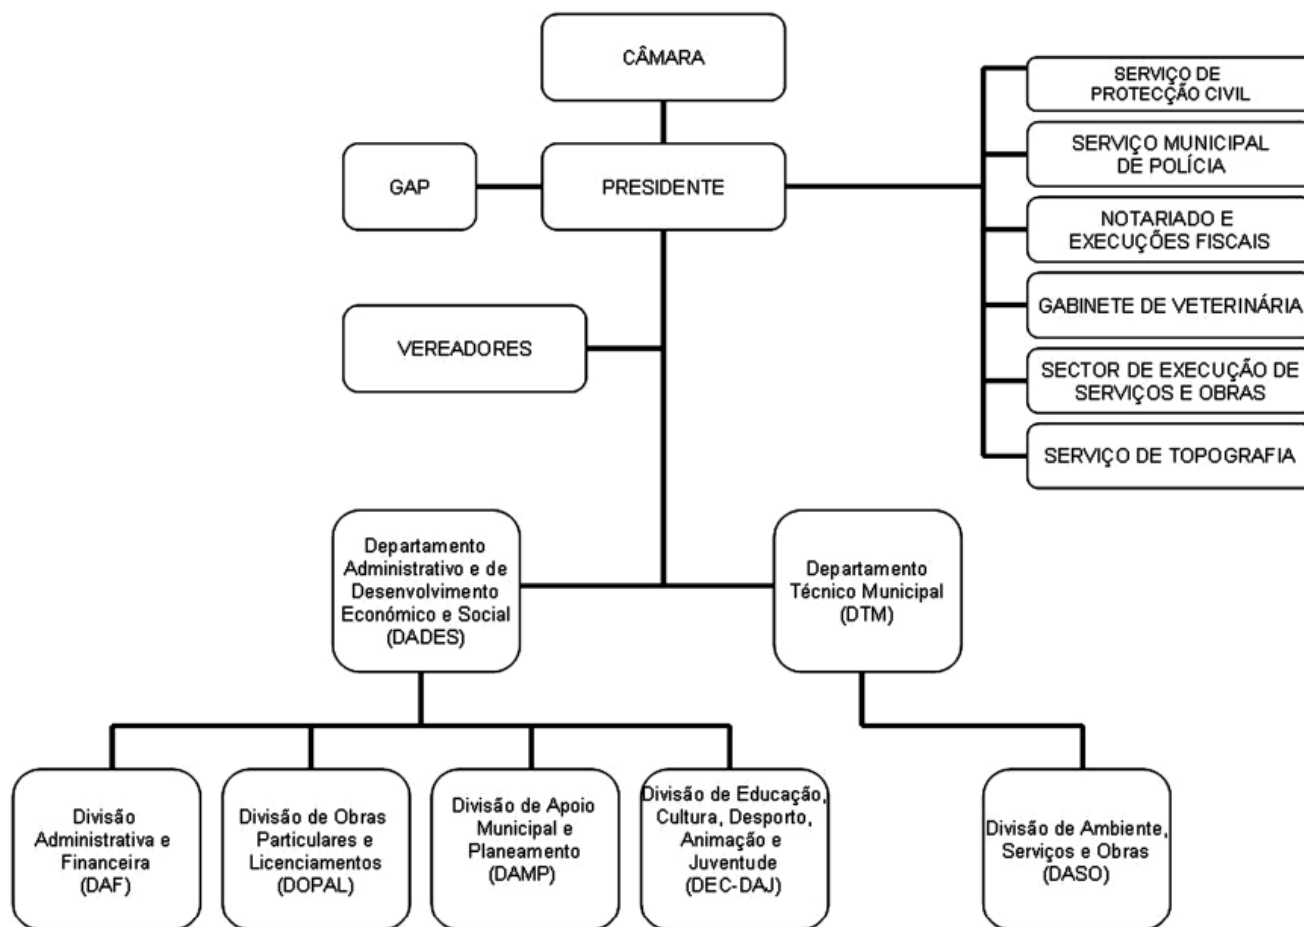 CÂMARA
SERVIÇO DE
PROTECÇÃO CIVIL
SERVIÇO MUNICIPAL
DE POLÍCIA
GAP
PRESIDENTE
NOTARIADO E
EXECUÇÕES FISCAIS
GABINETE DE VETERINÁRIA
VEREADORES
SECTOR DE EXECUÇÃO DE
SERVIÇOS E OBRAS
SERVIÇO DE TOPOGRAFIA
Departamento
Administrativo e de
Desenvolvimento
Económico e Social
(DADES)
Departamento
Técnico Municipal
(DTM)
Divisão
Administrativa e
Financeira
(DAF)
Divisão de Obras
Particulares e
Licenciamentos
(DOPAL)
Divisão de Apoio
Municipal e
Planeamento
(DAMP)
Divisão de Educação,
Cultura, Desporto,
Animação e
Juventude
(DEC-DAJ)
Divisão de Ambiente,
Serviços e Obras
(DASO)